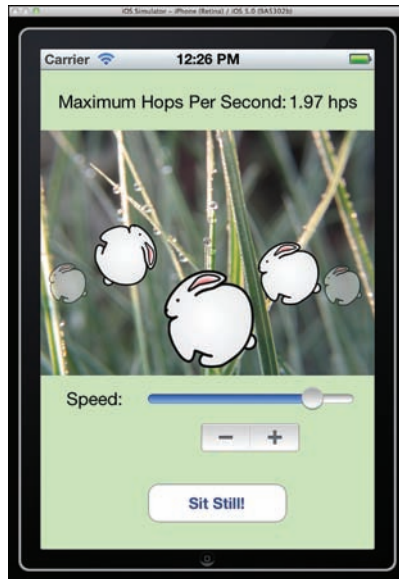 iOS Simulator – iPhone (Retina) / iOS 5.0 (9A5302b)
Carrier 12:26 PM
Maximum Hops Per Second: 1.97 hps
Speed:
− +
Sit Still!